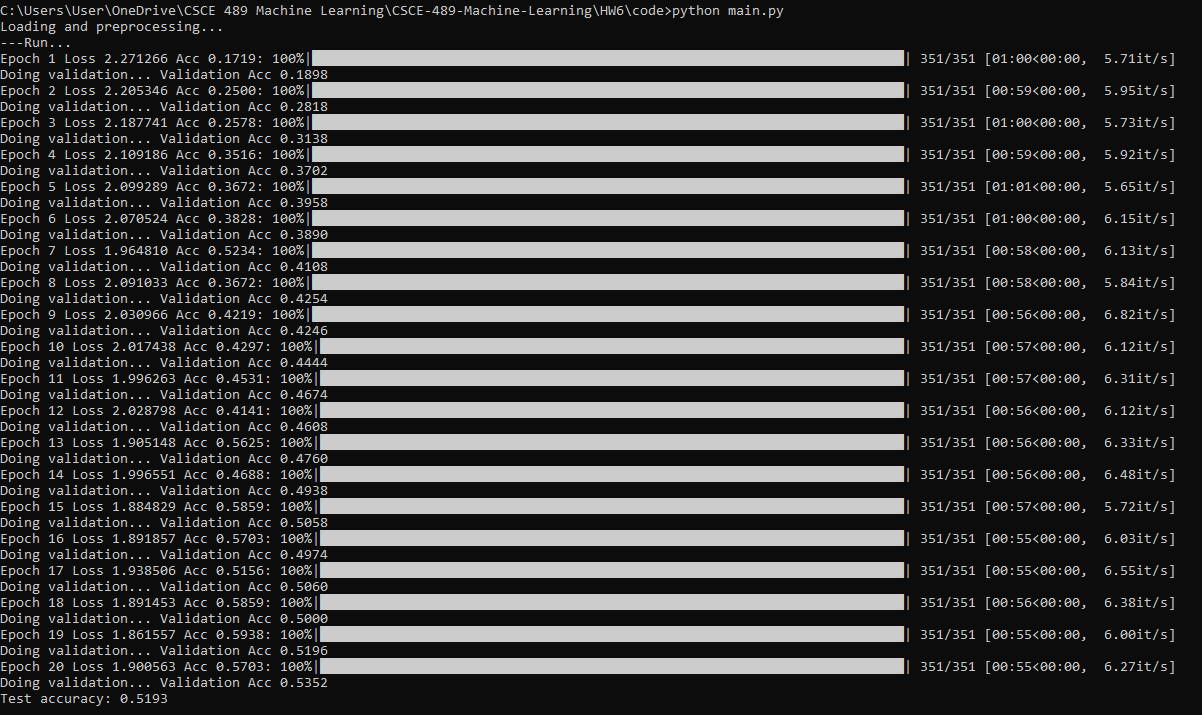 C:\Users\User\OneDrive\CSCE 489 Machine Learning\CSCE-489-Machine-Learning\HW6\code>python main.py
Loading and preprocessing...
---Run...
Epoch 1 Loss 2.271266 Acc 0.1719: 100%|██████████| 351/351 [01:00<00:00,  5.71it/s]
Doing validation... Validation Acc 0.1898
Epoch 2 Loss 2.205346 Acc 0.2500: 100%|██████████| 351/351 [00:59<00:00,  5.95it/s]
Doing validation... Validation Acc 0.2818
Epoch 3 Loss 2.187741 Acc 0.2578: 100%|██████████| 351/351 [01:00<00:00,  5.73it/s]
Doing validation... Validation Acc 0.3138
Epoch 4 Loss 2.109186 Acc 0.3516: 100%|██████████| 351/351 [00:59<00:00,  5.92it/s]
Doing validation... Validation Acc 0.3702
Epoch 5 Loss 2.099289 Acc 0.3672: 100%|██████████| 351/351 [01:01<00:00,  5.65it/s]
Doing validation... Validation Acc 0.3958
Epoch 6 Loss 2.070524 Acc 0.3828: 100%|██████████| 351/351 [01:00<00:00,  6.15it/s]
Doing validation... Validation Acc 0.3890
Epoch 7 Loss 1.964810 Acc 0.5234: 100%|██████████| 351/351 [00:58<00:00,  6.13it/s]
Doing validation... Validation Acc 0.4108
Epoch 8 Loss 2.091033 Acc 0.3672: 100%|██████████| 351/351 [00:58<00:00,  5.84it/s]
Doing validation... Validation Acc 0.4254
Epoch 9 Loss 2.030966 Acc 0.4219: 100%|██████████| 351/351 [00:56<00:00,  6.82it/s]
Doing validation... Validation Acc 0.4246
Epoch 10 Loss 2.017438 Acc 0.4297: 100%|██████████| 351/351 [00:57<00:00,  6.12it/s]
Doing validation... Validation Acc 0.4444
Epoch 11 Loss 1.996263 Acc 0.4531: 100%|██████████| 351/351 [00:57<00:00,  6.31it/s]
Doing validation... Validation Acc 0.4674
Epoch 12 Loss 2.028798 Acc 0.4141: 100%|██████████| 351/351 [00:56<00:00,  6.12it/s]
Doing validation... Validation Acc 0.4608
Epoch 13 Loss 1.905148 Acc 0.5625: 100%|██████████| 351/351 [00:56<00:00,  6.33it/s]
Doing validation... Validation Acc 0.4760
Epoch 14 Loss 1.996551 Acc 0.4688: 100%|██████████| 351/351 [00:56<00:00,  6.48it/s]
Doing validation... Validation Acc 0.4938
Epoch 15 Loss 1.884829 Acc 0.5859: 100%|██████████| 351/351 [00:57<00:00,  5.72it/s]
Doing validation... Validation Acc 0.5058
Epoch 16 Loss 1.891857 Acc 0.5703: 100%|██████████| 351/351 [00:55<00:00,  6.03it/s]
Doing validation... Validation Acc 0.4974
Epoch 17 Loss 1.938506 Acc 0.5156: 100%|██████████| 351/351 [00:55<00:00,  6.55it/s]
Doing validation... Validation Acc 0.5060
Epoch 18 Loss 1.891453 Acc 0.5859: 100%|██████████| 351/351 [00:56<00:00,  6.38it/s]
Doing validation... Validation Acc 0.5000
Epoch 19 Loss 1.861557 Acc 0.5938: 100%|██████████| 351/351 [00:55<00:00,  6.00it/s]
Doing validation... Validation Acc 0.5196
Epoch 20 Loss 1.900563 Acc 0.5703: 100%|██████████| 351/351 [00:55<00:00,  6.27it/s]
Doing validation... Validation Acc 0.5352
Test accuracy: 0.5193